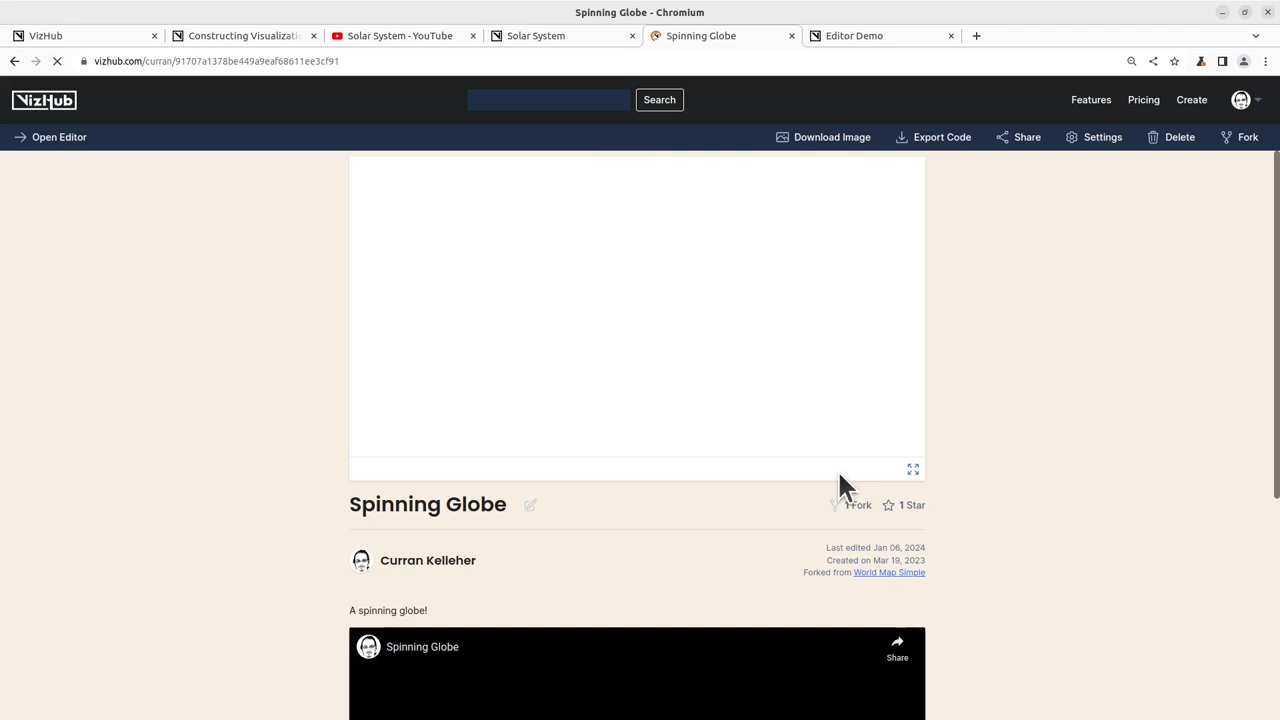 Spinning Globe - Chromium
VizHub
Constructing Visualizati
Solar System - YouTube
Solar System
Spinning Globe
Editor Demo
vizhub.com/curran/91707a1378be449a9eaf68611ee3cf91
VizHub
Search
Features
Pricing
Create
Open Editor
Download Image
Export Code
Share
Settings
Delete
Fork
Spinning Globe
1 Fork
1 Star
Curran Kelleher
Last edited Jan 06, 2024
Created on Mar 19, 2023
Forked from World Map Simple
A spinning globe!
Spinning Globe
Share